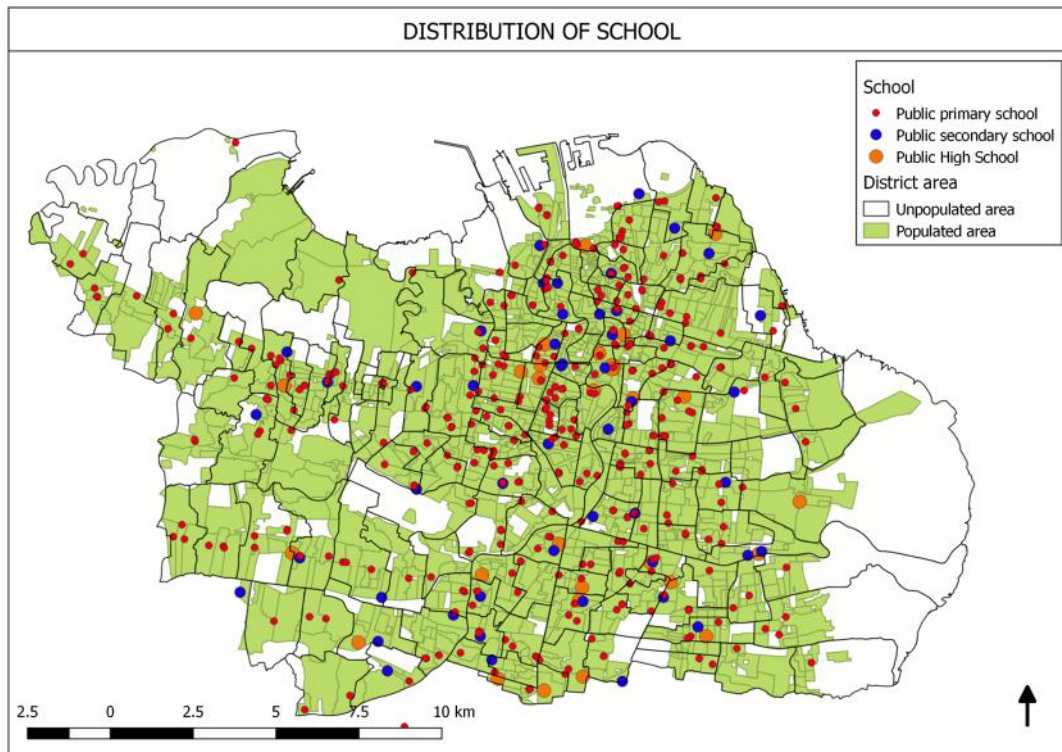 DISTRIBUTION OF SCHOOL
School
Public primary school
Public secondary school
Public High School
District area
Unpopulated area
Populated area
2.5 0 2.5 5 7.5 10 km